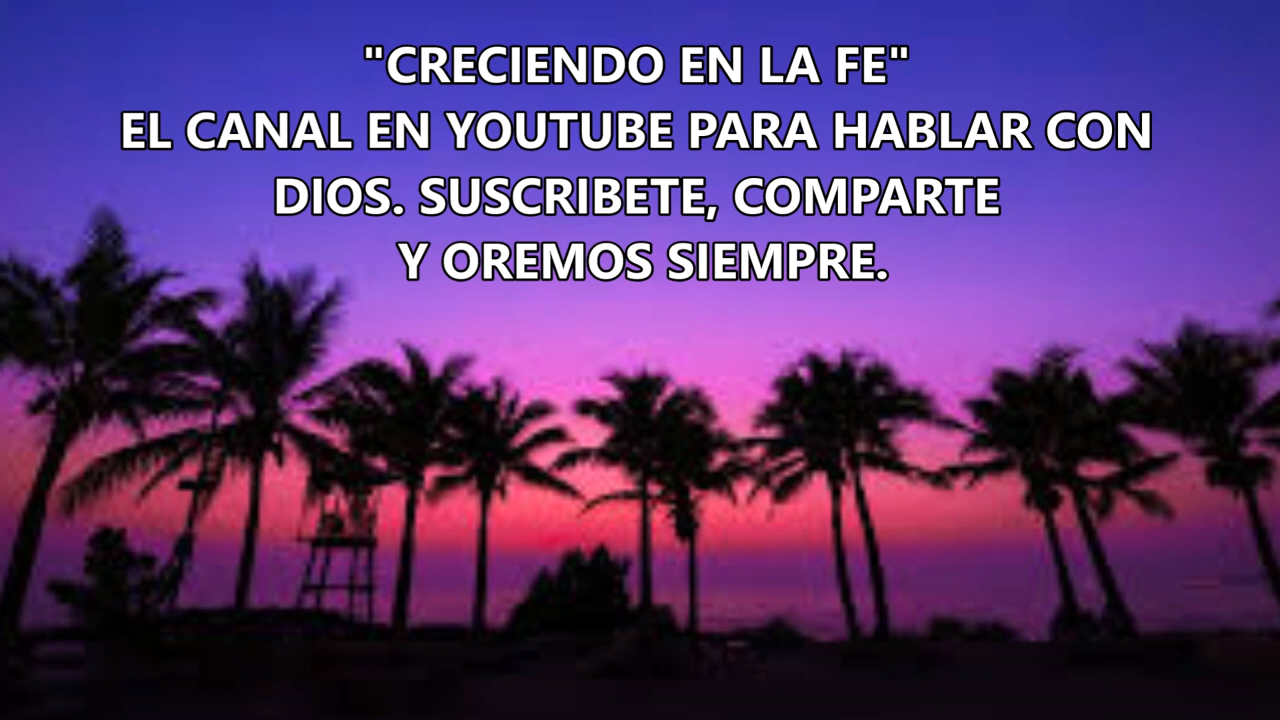 "CRECIENDO EN LA FE"
EL CANAL EN YOUTUBE PARA HABLAR CON
DIOS. SUSCRIBETE, COMPARTE
Y OREMOS SIEMPRE.